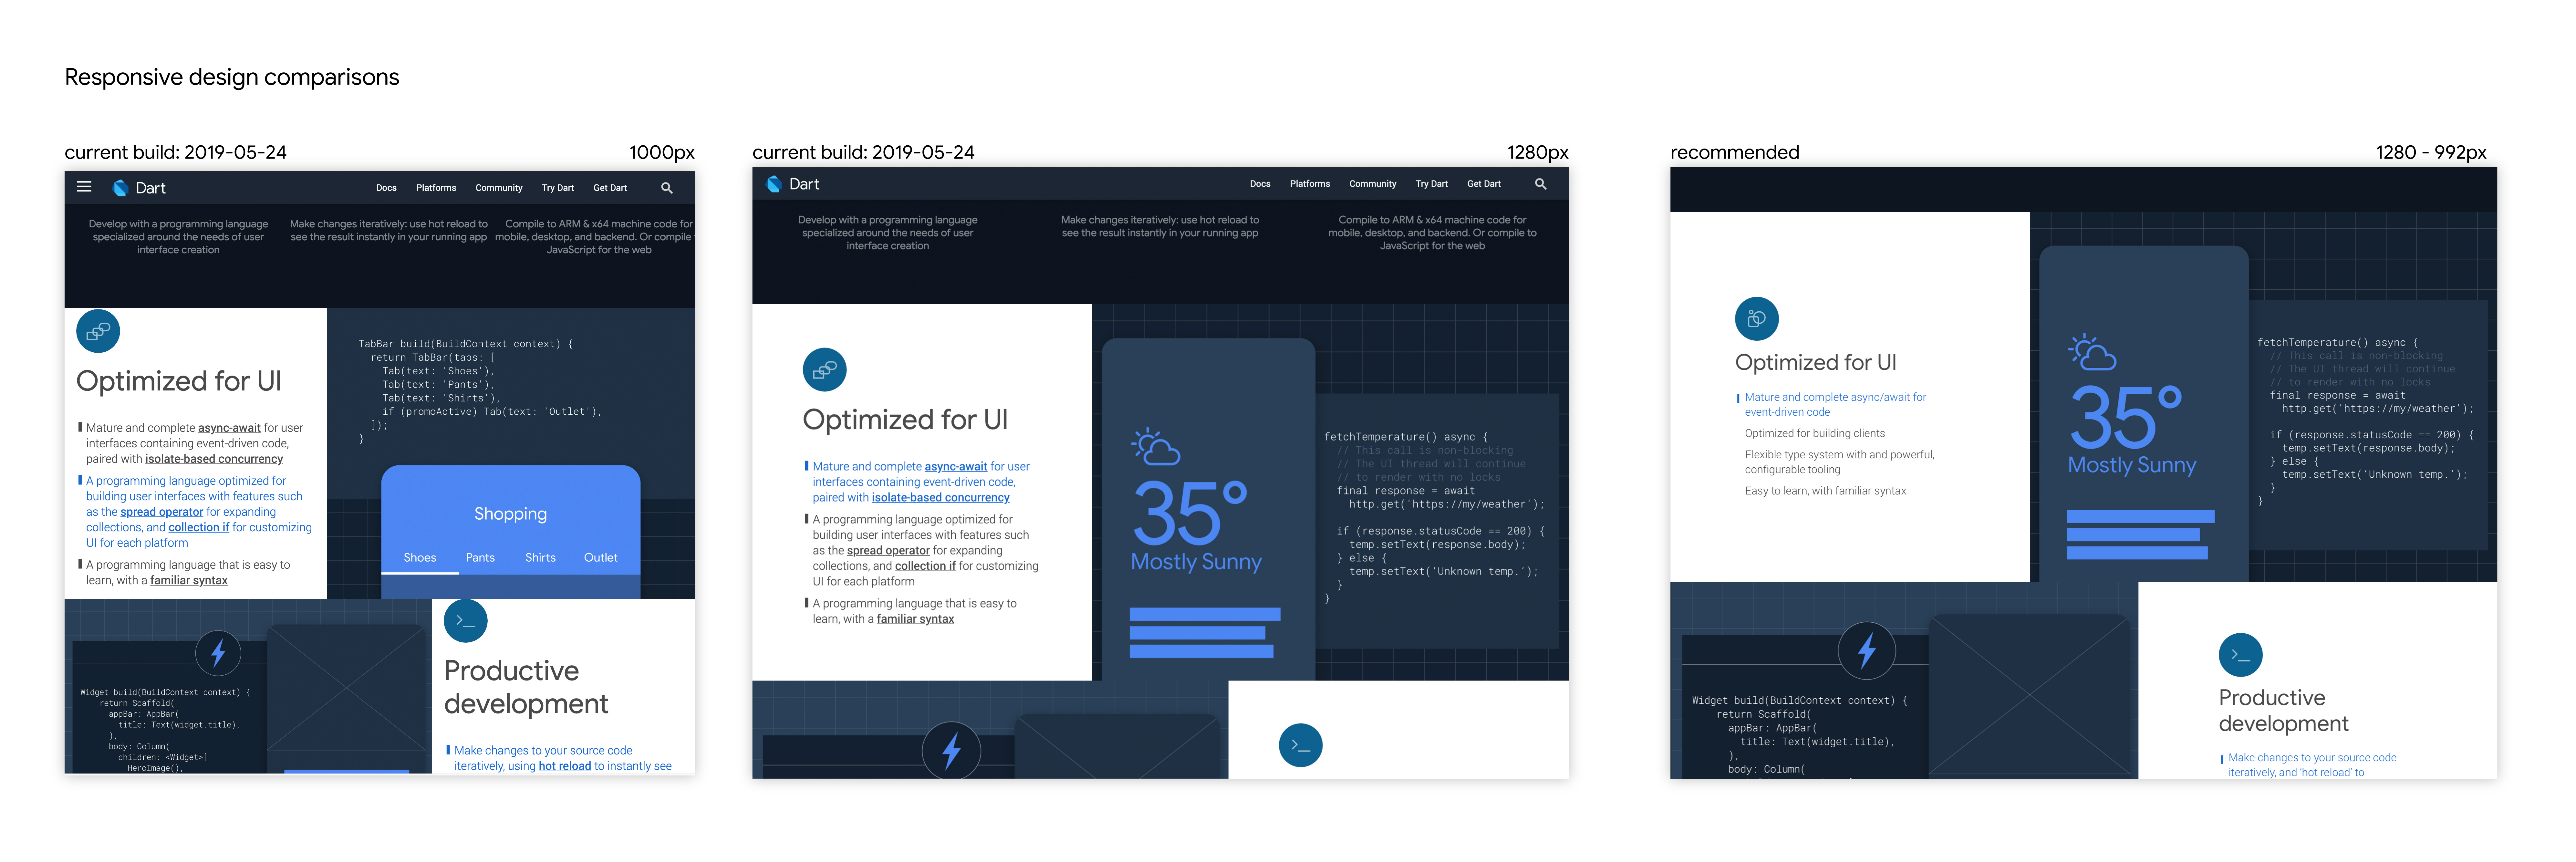 Responsive design comparisons
current build: 2019-05-24
1000px
Dart
Docs Platforms Community Try Dart Get Dart
Develop with a programming language
specialized around the needs of user
interface creation
Make changes iteratively: use hot reload to
see the result instantly in your running app
Compile to ARM & x64 machine code for
mobile, desktop, and backend. Or compile
JavaScript for the web
Optimized for UI
Mature and complete async-await for user
interfaces containing event-driven code,
paired with isolate-based concurrency
A programming language optimized for
building user interfaces with features such
as the spread operator for expanding
collections, and collection if for customizing
UI for each platform
A programming language that is easy to
learn, with a familiar syntax
TabBar build(BuildContext context) {
return TabBar(tabs: [
Tab(text: 'Shoes'),
Tab(text: 'Pants'),
Tab(text: 'Shirts'),
if (promoActive) Tab(text: 'Outlet'),
]);
}
Shopping
Shoes Pants Shirts Outlet
Widget build(BuildContext context) {
return Scaffold(
appBar: AppBar(
title: Text(widget.title),
),
body: Column(
children: <Widget>[
HeroImage(),
Productive
development
Make changes to your source code
iteratively, using hot reload to instantly see
current build: 2019-05-24
1280px
Dart
Docs Platforms Community Try Dart Get Dart
Develop with a programming language
specialized around the needs of user
interface creation
Make changes iteratively: use hot reload to
see the result instantly in your running app
Compile to ARM & x64 machine code for
mobile, desktop, and backend. Or compile to
JavaScript for the web
Optimized for UI
Mature and complete async-await for user
interfaces containing event-driven code,
paired with isolate-based concurrency
A programming language optimized for
building user interfaces with features such
as the spread operator for expanding
collections, and collection if for customizing
UI for each platform
A programming language that is easy to
learn, with a familiar syntax
35°
Mostly Sunny
fetchTemperature() async {
// This call is non-blocking
// The UI thread will continue
// to render with no locks
final response = await
http.get('https://my/weather');
if (response.statusCode == 200) {
temp.setText(response.body);
} else {
temp.setText('Unknown temp.');
}
}
recommended
1280 - 992px
Optimized for UI
Mature and complete async/await for
event-driven code
Optimized for building clients
Flexible type system with and powerful,
configurable tooling
Easy to learn, with familiar syntax
35°
Mostly Sunny
fetchTemperature() async {
// This call is non-blocking
// The UI thread will continue
// to render with no locks
final response = await
http.get('https://my/weather');
if (response.statusCode == 200) {
temp.setText(response.body);
} else {
temp.setText('Unknown temp.');
}
}
Widget build(BuildContext context) {
return Scaffold(
appBar: AppBar(
title: Text(widget.title),
),
body: Column(
Productive
development
Make changes to your source code
iteratively, and 'hot reload' to